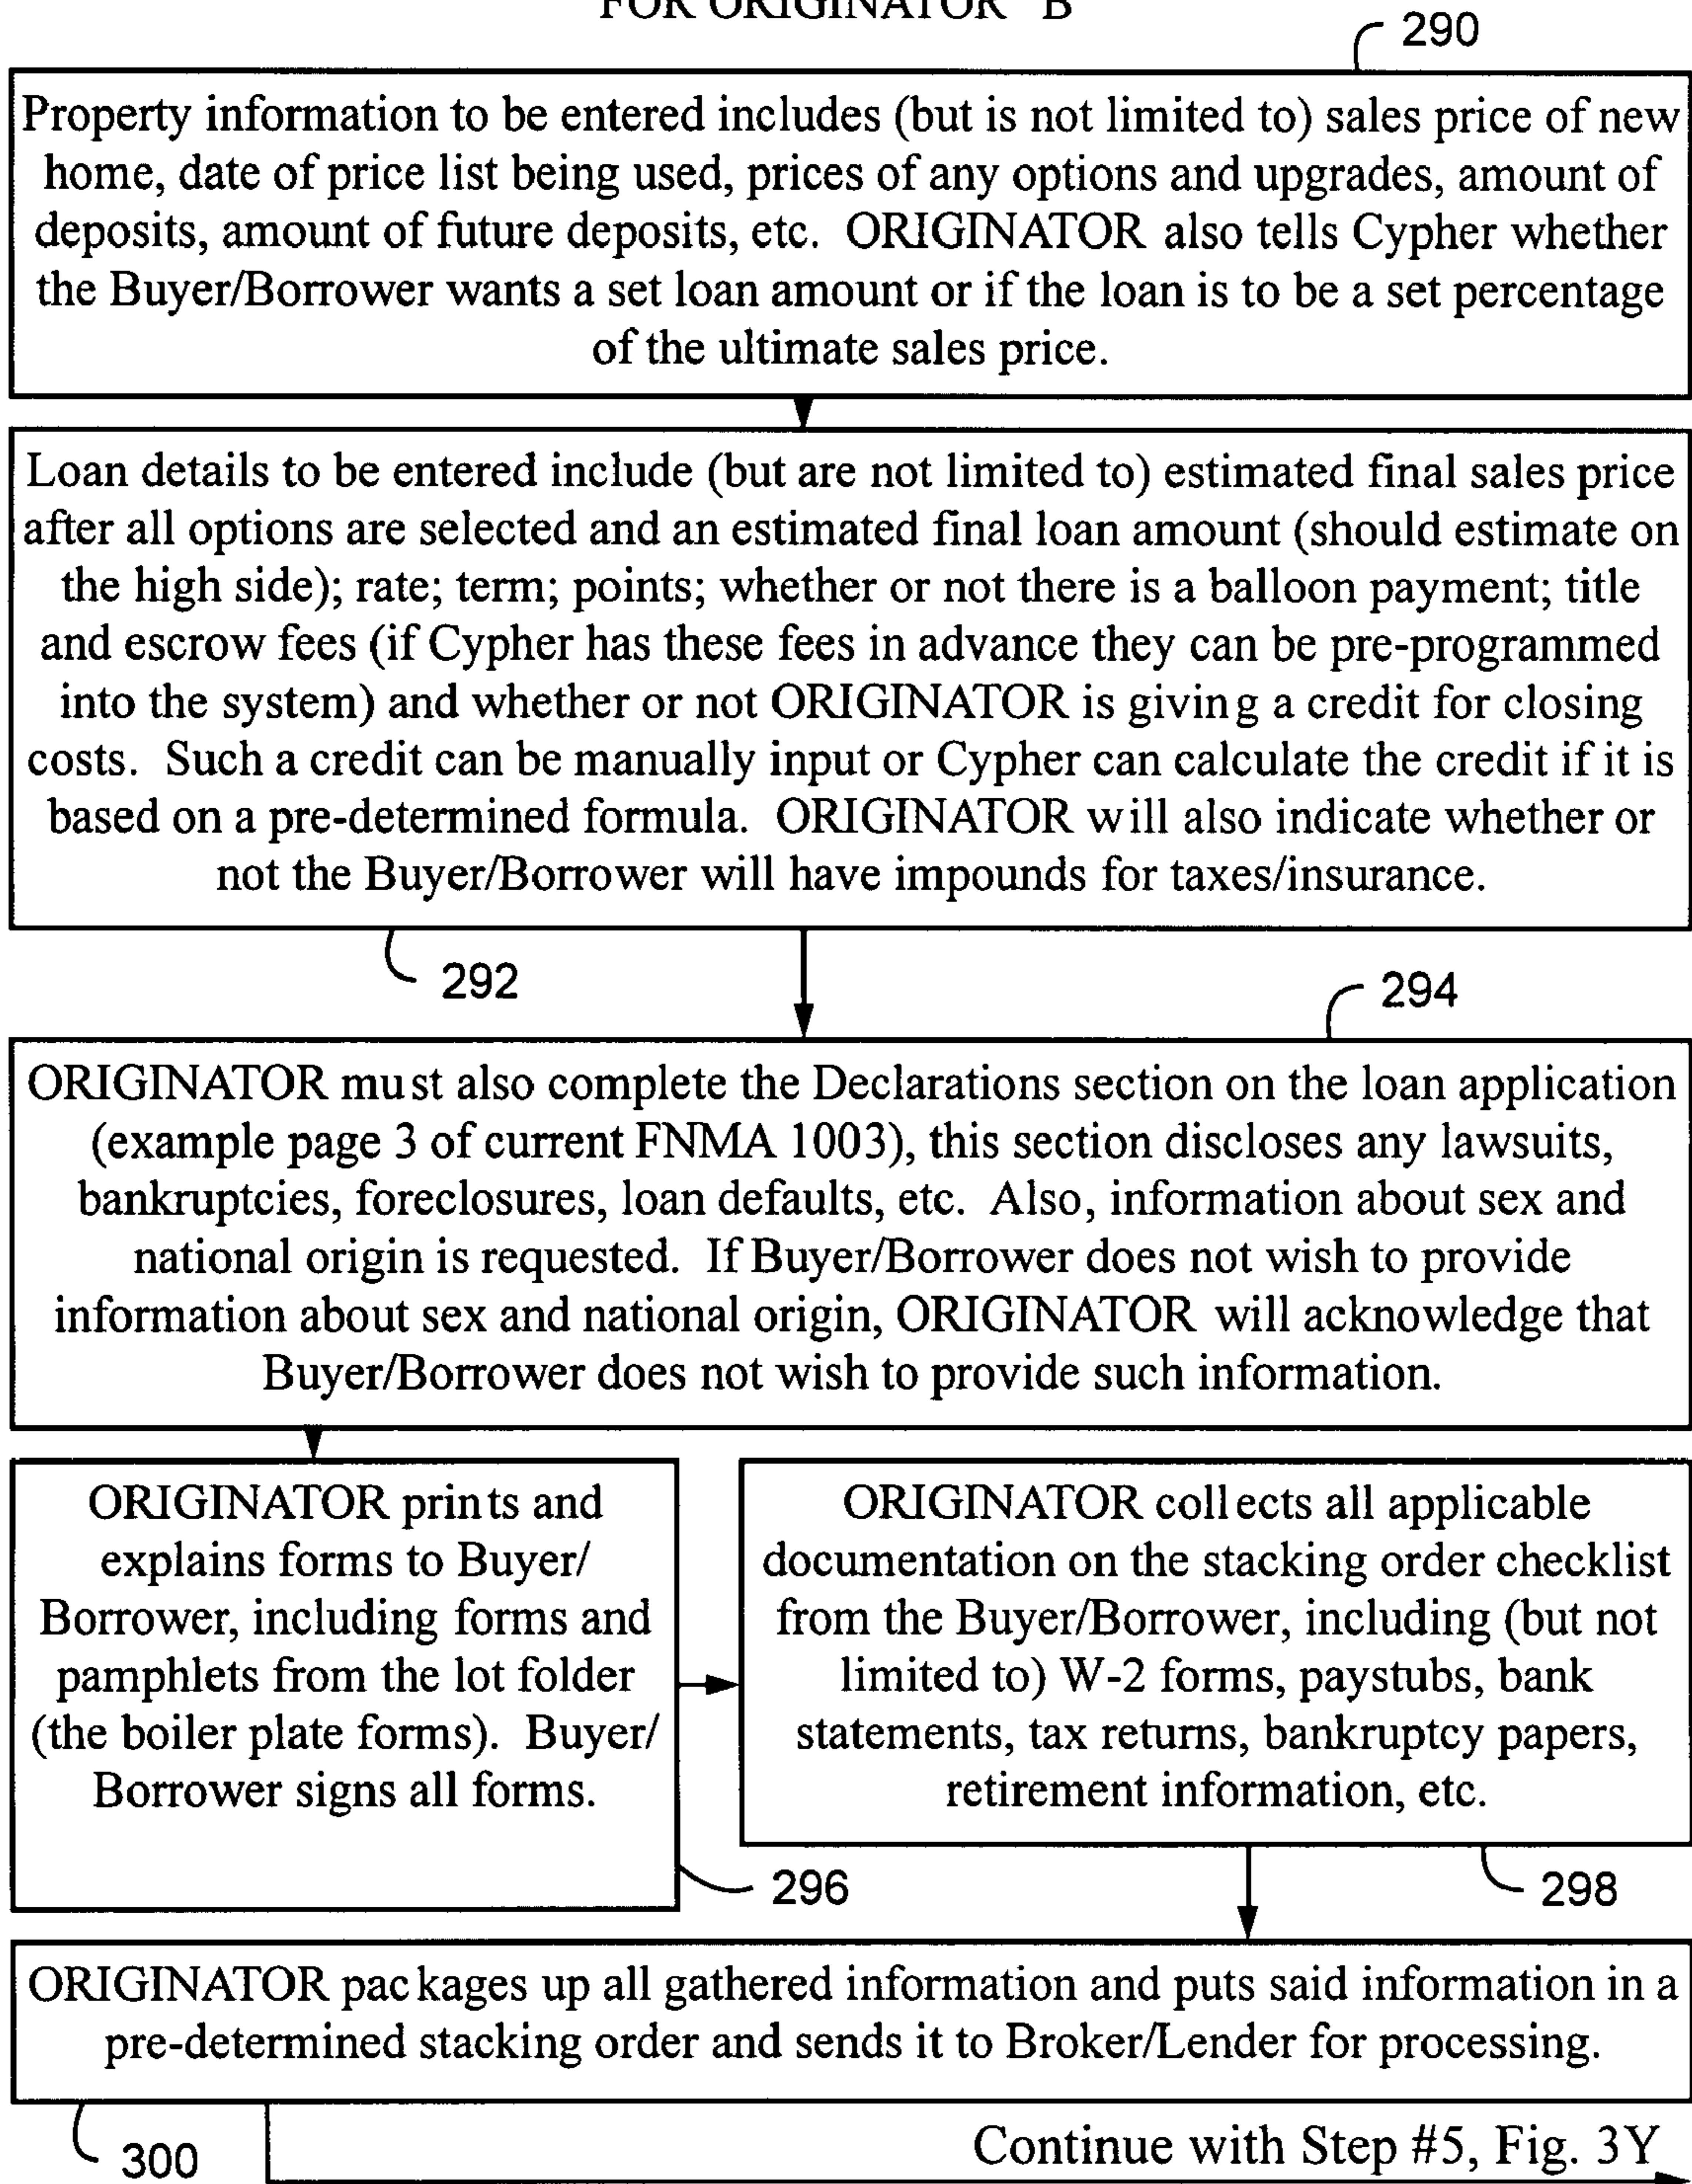 FOR ORIGINATOR "B"
290
Property information to be entered includes (but is not limited to) sales price of new
home, date of price list being used, prices of any options and upgrades, amount of
deposits, amount of future deposits, etc. ORIGINATOR also tells Cypher whether
the Buyer/Borrower wants a set loan amount or if the loan is to be a set percentage
of the ultimate sales price.
Loan details to be entered include (but are not limited to) estimated final sales price
after all options are selected and an estimated final loan amount (should estimate on
the high side); rate; term; points; whether or not there is a balloon payment; title
and escrow fees (if Cypher has these fees in advance they can be pre-programmed
into the system) and whether or not ORIGINATOR is giving a credit for closing
costs. Such a credit can be manually input or Cypher can calculate the credit if it is
based on a pre-determined formula. ORIGINATOR will also indicate whether or
not the Buyer/Borrower will have impounds for taxes/insurance.
292
294
ORIGINATOR must also complete the Declarations section on the loan application
(example page 3 of current FNMA 1003), this section discloses any lawsuits,
bankruptcies, foreclosures, loan defaults, etc. Also, information about sex and
national origin is requested. If Buyer/Borrower does not wish to provide
information about sex and national origin, ORIGINATOR will acknowledge that
Buyer/Borrower does not wish to provide such information.
ORIGINATOR prints and
explains forms to Buyer/
Borrower, including forms and
pamphlets from the lot folder
(the boiler plate forms). Buyer/
Borrower signs all forms.
296
ORIGINATOR collects all applicable
documentation on the stacking order checklist
from the Buyer/Borrower, including (but not
limited to) W-2 forms, paystubs, bank
statements, tax returns, bankruptcy papers,
retirement information, etc.
298
ORIGINATOR packages up all gathered information and puts said information in a
pre-determined stacking order and sends it to Broker/Lender for processing.
300
Continue with Step #5, Fig. 3Y